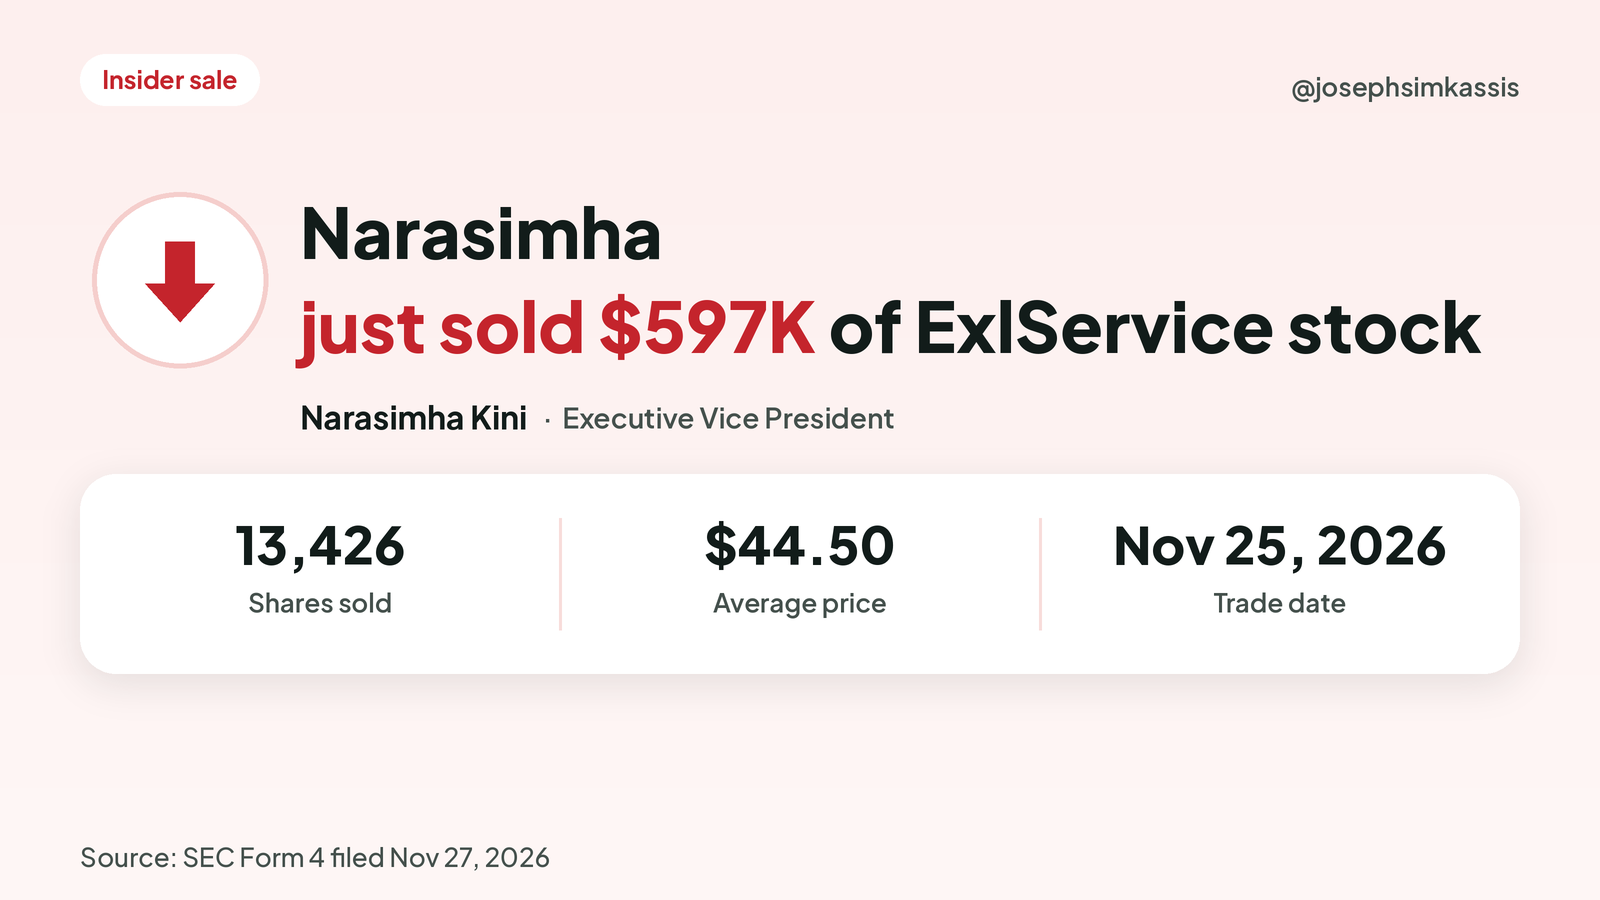 Insider sale
@josephsimkassis
Narasimha
just sold $597K of ExlService stock
Narasimha Kini · Executive Vice President
13,426
Shares sold
$44.50
Average price
Nov 25, 2026
Trade date
Source: SEC Form 4 filed Nov 27, 2026